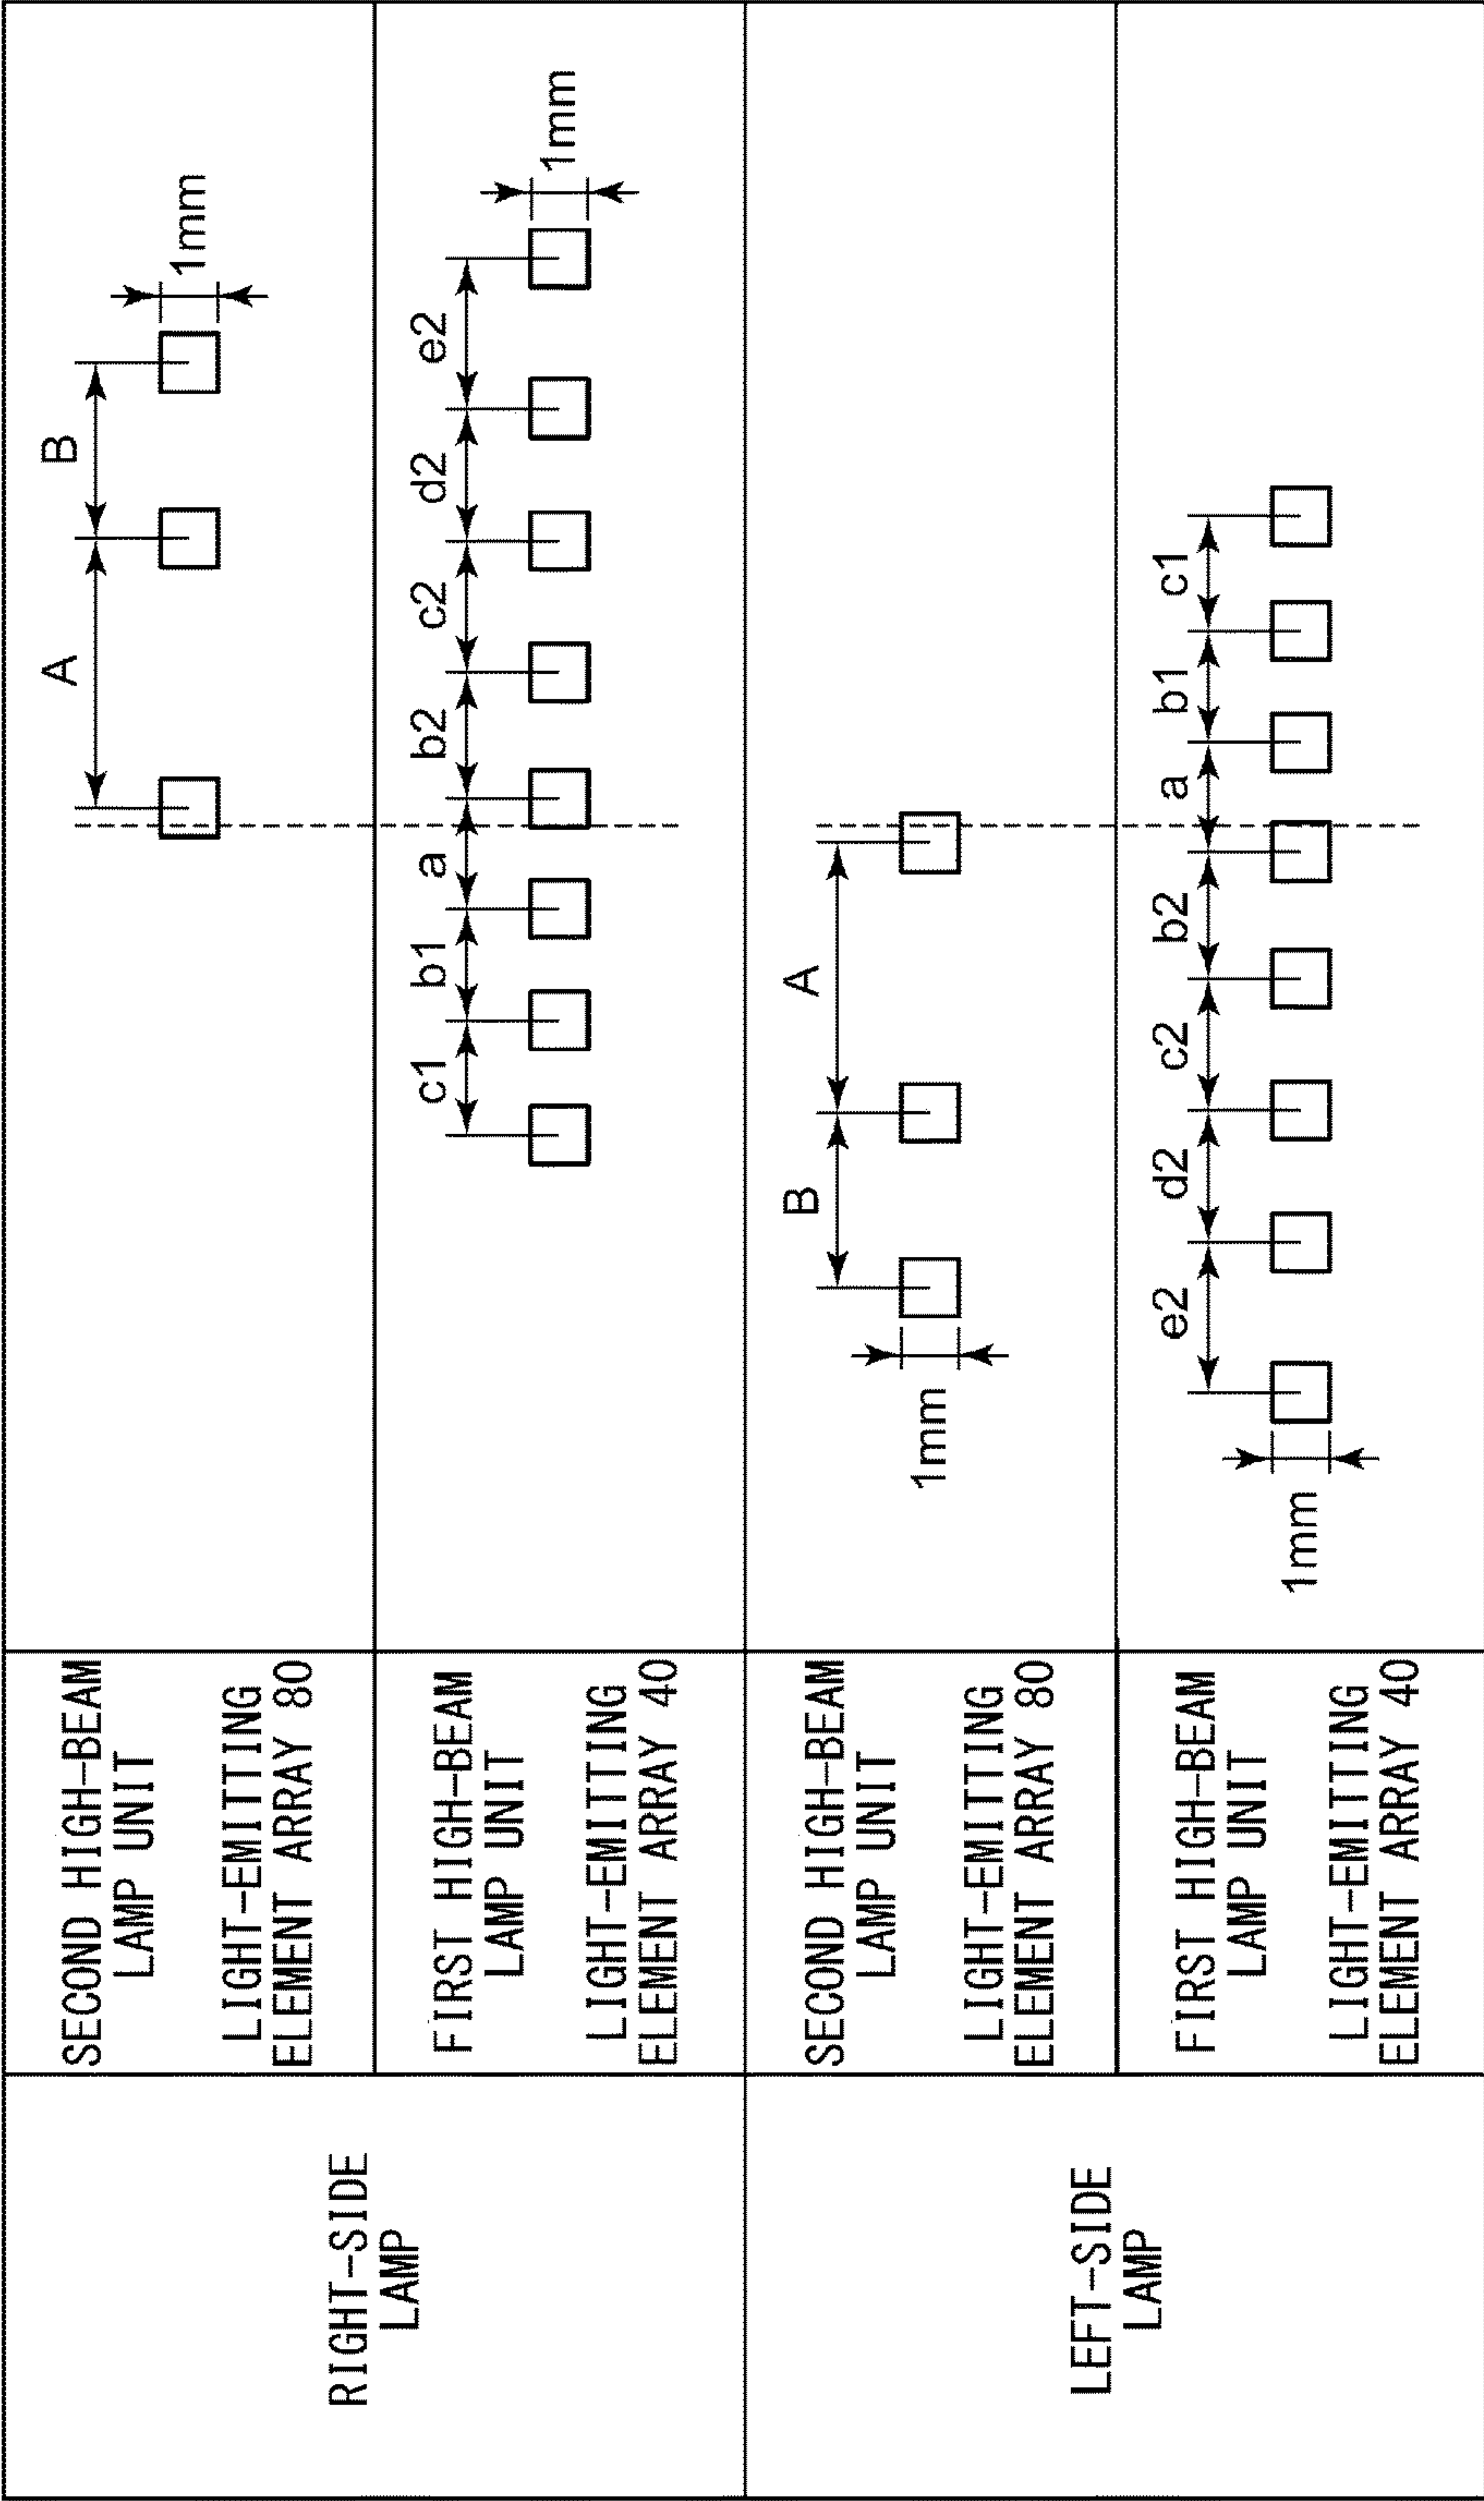 RIGHT-SIDE
LAMP
SECOND HIGH-BEAM
LAMP UNIT
LIGHT-EMITTING
ELEMENT ARRAY 80
A
B
1mm
FIRST HIGH-BEAM
LAMP UNIT
LIGHT-EMITTING
ELEMENT ARRAY 40
c1
b1
a
b2
c2
d2
e2
1mm
LEFT-SIDE
LAMP
SECOND HIGH-BEAM
LAMP UNIT
LIGHT-EMITTING
ELEMENT ARRAY 80
B
A
1mm
FIRST HIGH-BEAM
LAMP UNIT
LIGHT-EMITTING
ELEMENT ARRAY 40
e2
d2
c2
b2
a
b1
c1
1mm